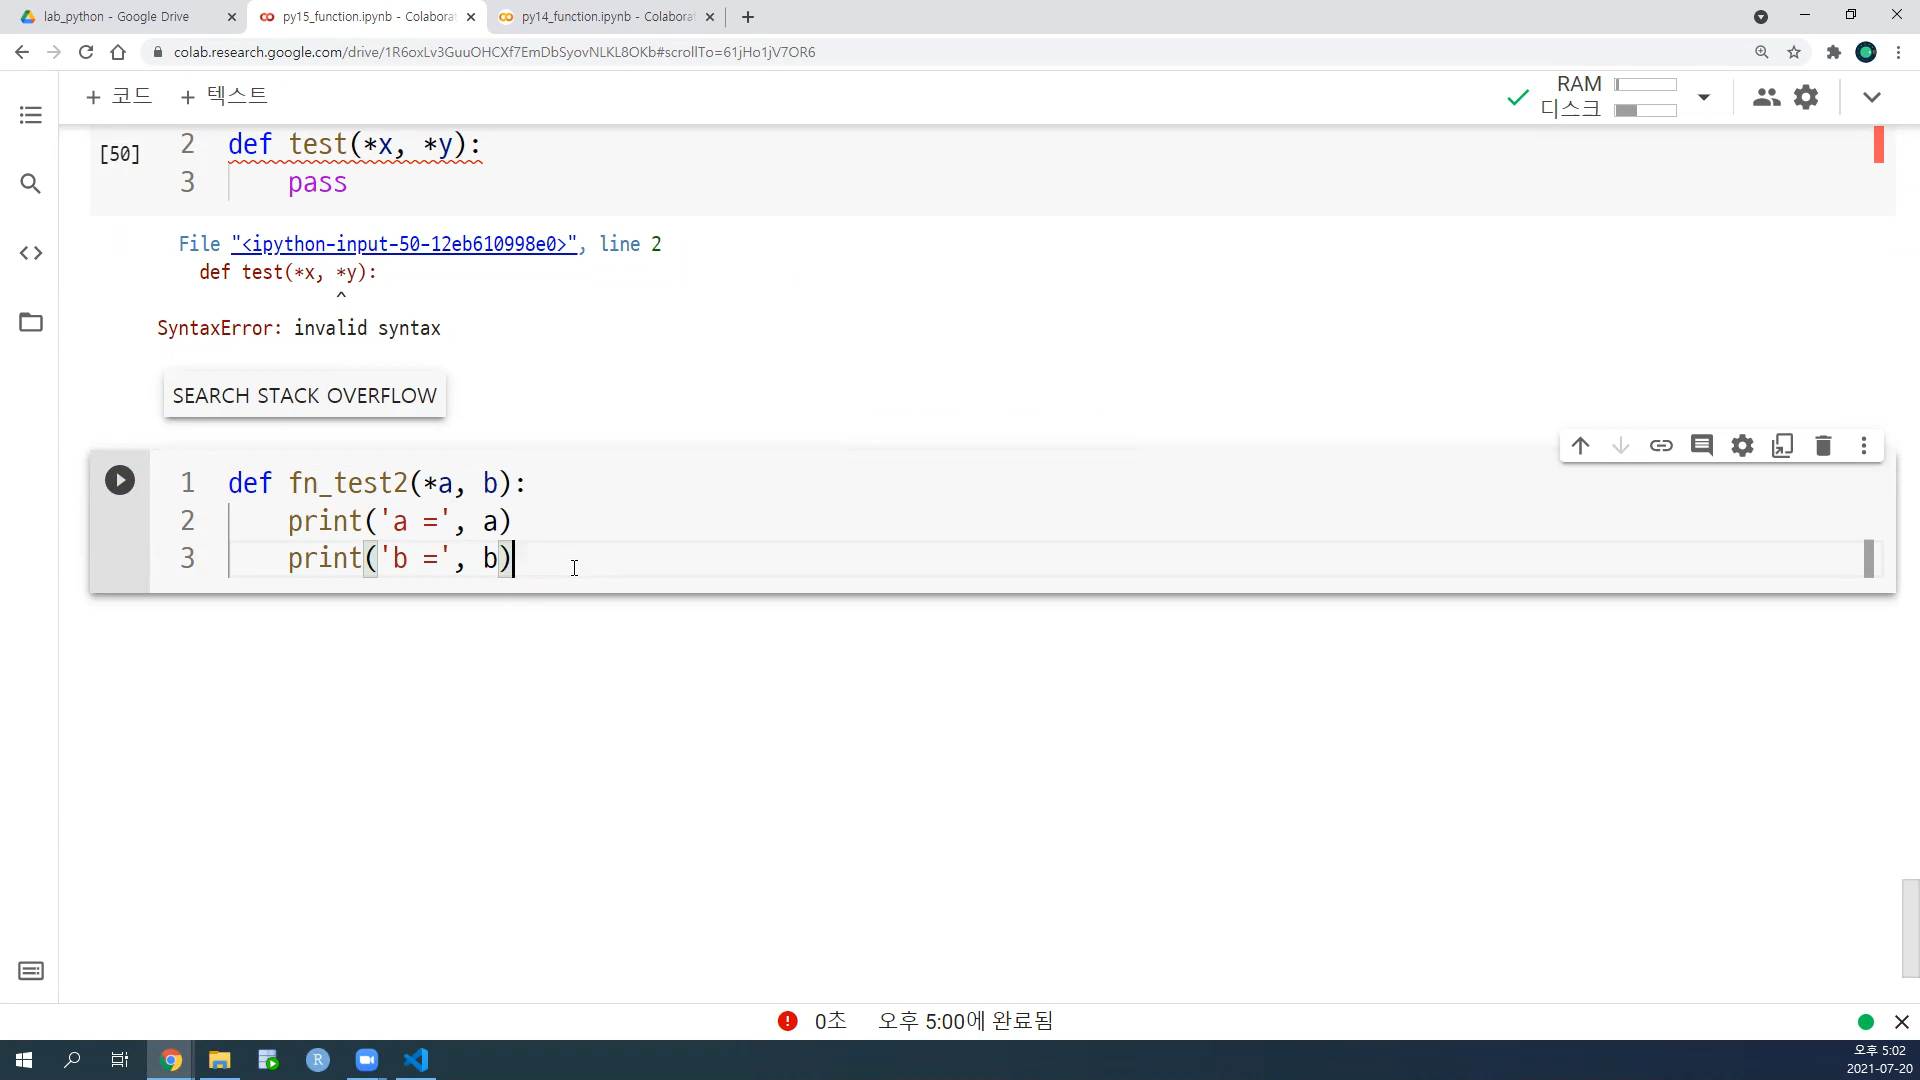 lab_python - Google Drive
py15_function.ipynb - Colaborat
py14_function.ipynb - Colaborat
colab.research.google.com/drive/1R6oxLv3GuuOHCXf7EmDbSyovNLKL8OKb#scrollTo=61jHo1jV7OR6
+ 코드 + 텍스트
RAM
디스크
[50]
2 def test(*x, *y):
3 pass
File "<ipython-input-50-12eb610998e0>", line 2
def test(*x, *y):
^
SyntaxError: invalid syntax
SEARCH STACK OVERFLOW
1 def fn_test2(*a, b):
2 print('a =', a)
3 print('b =', b)
0초 오후 5:00에 완료됨
오후 5:02
2021-07-20